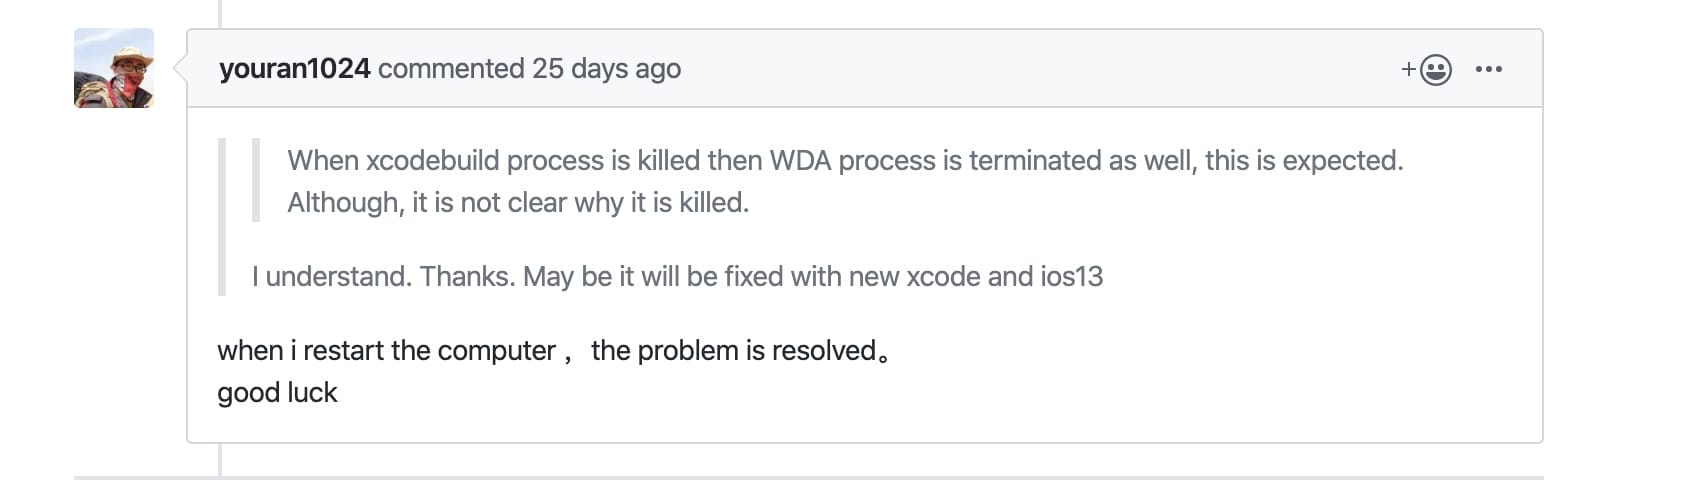 youran1024 commented 25 days ago
When xcodebuild process is killed then WDA process is terminated as well, this is expected.
Although, it is not clear why it is killed.
I understand. Thanks. May be it will be fixed with new xcode and ios13
when i restart the computer ，the problem is resolved。
good luck